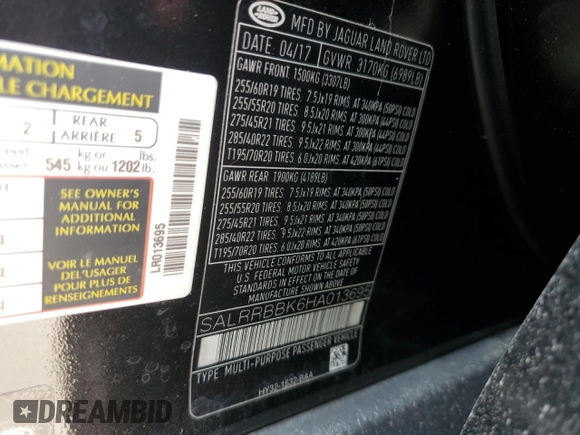 RMATION
LE CHARGEMENT
2
REAR
ARRIÈRE 5
545 kg or lbs.
kg ou 1202 lb.
SEE OWNER'S
MANUAL FOR
ADDITIONAL
INFORMATION
VOIR LE MANUEL
DEL'USAGER
POUR PLUS DE
RENSEIGNEMENTS
LR013695
LAND ROVER
MFD BY JAGUAR LAND ROVER LTD
DATE 04/17 GVWR 3170KG (6989LB)
GAWR FRONT 1500KG (3307LB)
255/60R19 TIRES 7.5Jx19 RIMS AT 340KPA (50PSI) COLD
255/55R20 TIRES 8.5Jx20 RIMS AT 300KPA (44PSI) COLD
275/45R21 TIRES 9.5Jx21 RIMS AT 300KPA (44PSI) COLD
285/40R22 TIRES 9.5Jx22 RIMS AT 300KPA (44PSI) COLD
T195/70R20 TIRES 6.0Jx20 RIMS AT 420KPA (61PSI) COLD
GAWR REAR 1900KG (4189LB)
255/60R19 TIRES 7.5Jx19 RIMS AT 340KPA (50PSI) COLD
255/55R20 TIRES 8.5Jx20 RIMS AT 340KPA (50PSI) COLD
275/45R21 TIRES 9.5Jx21 RIMS AT 340KPA (50PSI) COLD
285/40R22 TIRES 9.5Jx22 RIMS AT 340KPA (50PSI) COLD
T195/70R20 TIRES 6.0Jx20 RIMS AT 420KPA (61PSI) COLD
THIS VEHICLE CONFORMS TO ALL APPLICABLE
U.S. FEDERAL MOTOR VEHICLE SAFETY
STANDARDS IN EFFECT ON THE DATE OF
MANUFACTURE SHOWN ABOVE
SALRRBBK6HA013695
TYPE: MULTI-PURPOSE PASSENGER VEHICLE
HY32-1532-BAA
DREAMBID